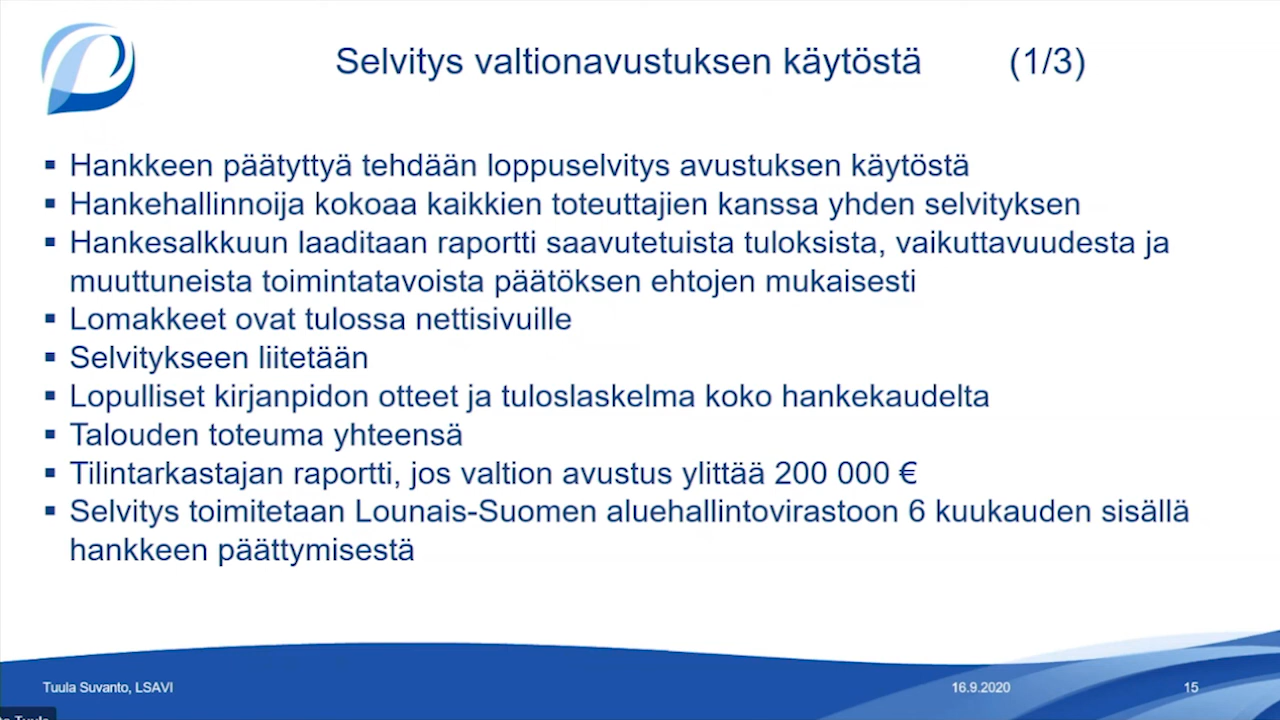 Selvitys valtionavustuksen käytöstä (1/3)
▪ Hankkeen päätyttyä tehdään loppuselvitys avustuksen käytöstä
▪ Hankehallinnoija kokoaa kaikkien toteuttajien kanssa yhden selvityksen
▪ Hankesalkkuun laaditaan raportti saavutetuista tuloksista, vaikuttavuudesta ja
muuttuneista toimintatavoista päätöksen ehtojen mukaisesti
▪ Lomakkeet ovat tulossa nettisivuille
▪ Selvitykseen liitetään
▪ Lopulliset kirjanpidon otteet ja tuloslaskelma koko hankekaudelta
▪ Talouden toteuma yhteensä
▪ Tilintarkastajan raportti, jos valtion avustus ylittää 200 000 €
▪ Selvitys toimitetaan Lounais-Suomen aluehallintovirastoon 6 kuukauden sisällä
hankkeen päättymisestä
Tuula Suvanto, LSAVI 16.9.2020 15